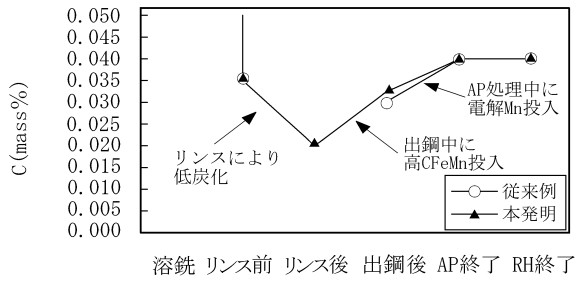 0.050
0.045
0.040
0.035
0.030
0.025
0.020
0.015
0.010
0.005
0.000
C(mass%)
リンスにより
低炭化
出鋼中に
高CFeMn投入
AP処理中に
電解Mn投入
従来例
本発明
溶銑 リンス前 リンス後 出鋼後 AP終了 RH終了